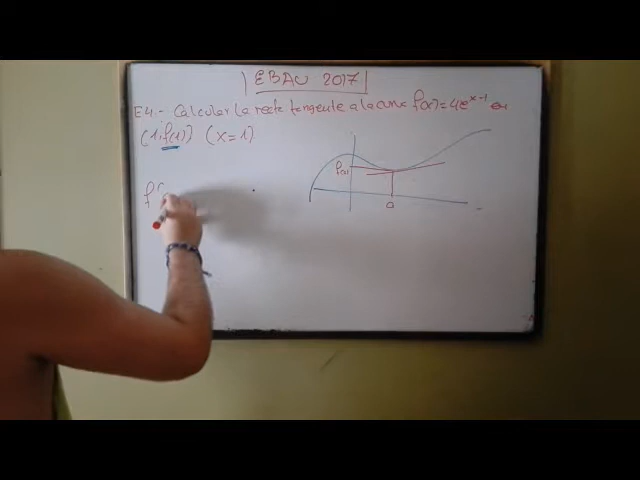 EBAU 2017
E4.- Calcular la recta tangente a la curva f(x)=4e^x-1 en
(1, f(1)) (x=1)
f(a)
a
f'(